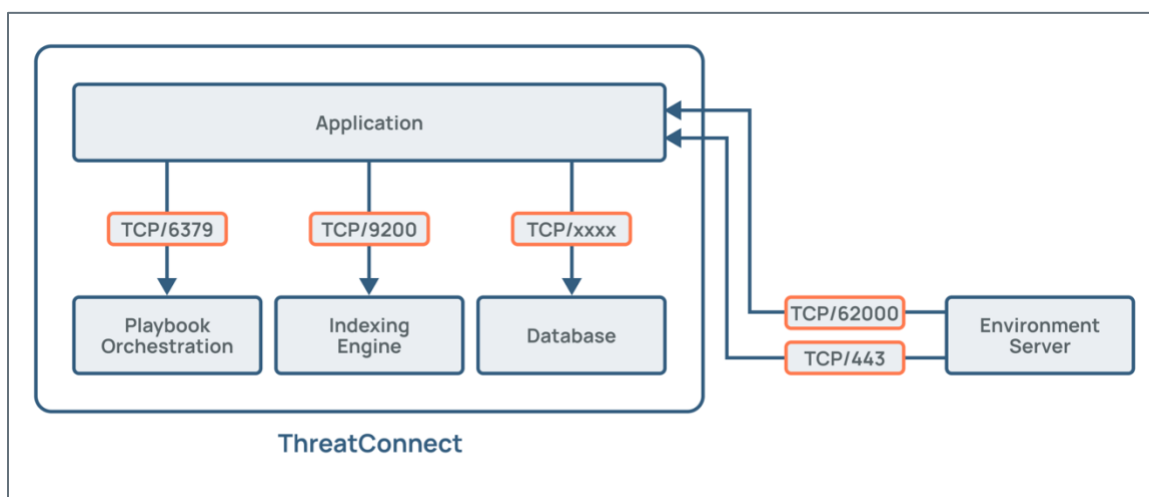 Application
TCP/6379
TCP/9200
TCP/xxxx
Playbook
Orchestration
Indexing
Engine
Database
TCP/62000
TCP/443
Environment
Server
ThreatConnect